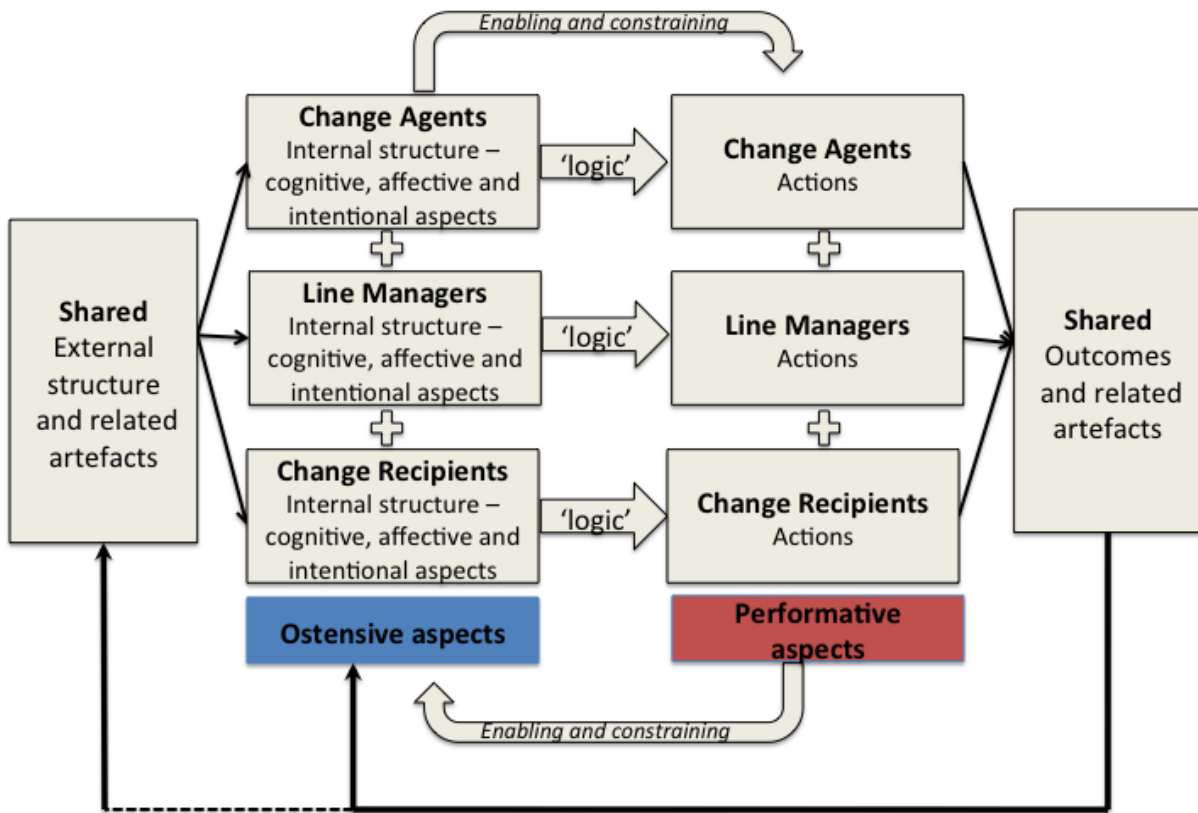 Enabling and constraining
Change Agents
Internal structure –
cognitive, affective and
intentional aspects
'logic'
Change Agents
Actions
Shared
External
structure
and related
artefacts
Line Managers
Internal structure –
cognitive, affective and
intentional aspects
'logic'
Line Managers
Actions
Shared
Outcomes
and related
artefacts
Change Recipients
Internal structure –
cognitive, affective and
intentional aspects
'logic'
Change Recipients
Actions
Ostensive aspects
Performative
aspects
Enabling and constraining